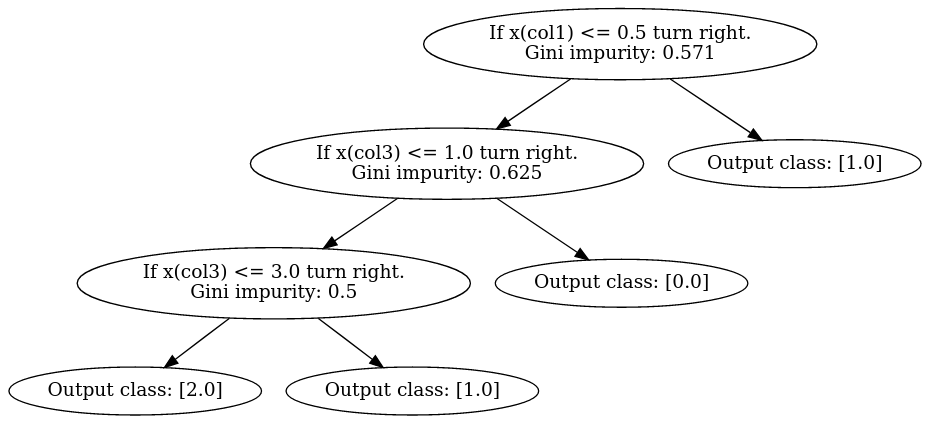 If x(col1) <= 0.5 turn right.
Gini impurity: 0.571
If x(col3) <= 1.0 turn right.
Gini impurity: 0.625
Output class: [1.0]
If x(col3) <= 3.0 turn right.
Gini impurity: 0.5
Output class: [0.0]
Output class: [2.0]
Output class: [1.0]